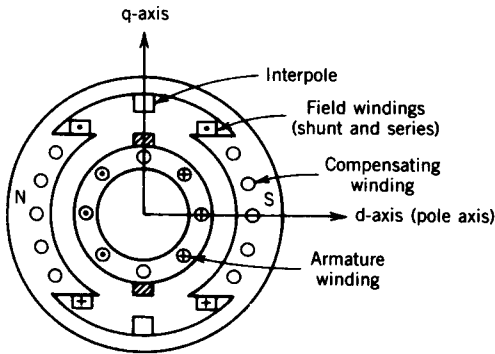 q-axis
Interpole
Field windings
(shunt and series)
Compensating
winding
N
S
d-axis (pole axis)
Armature
winding